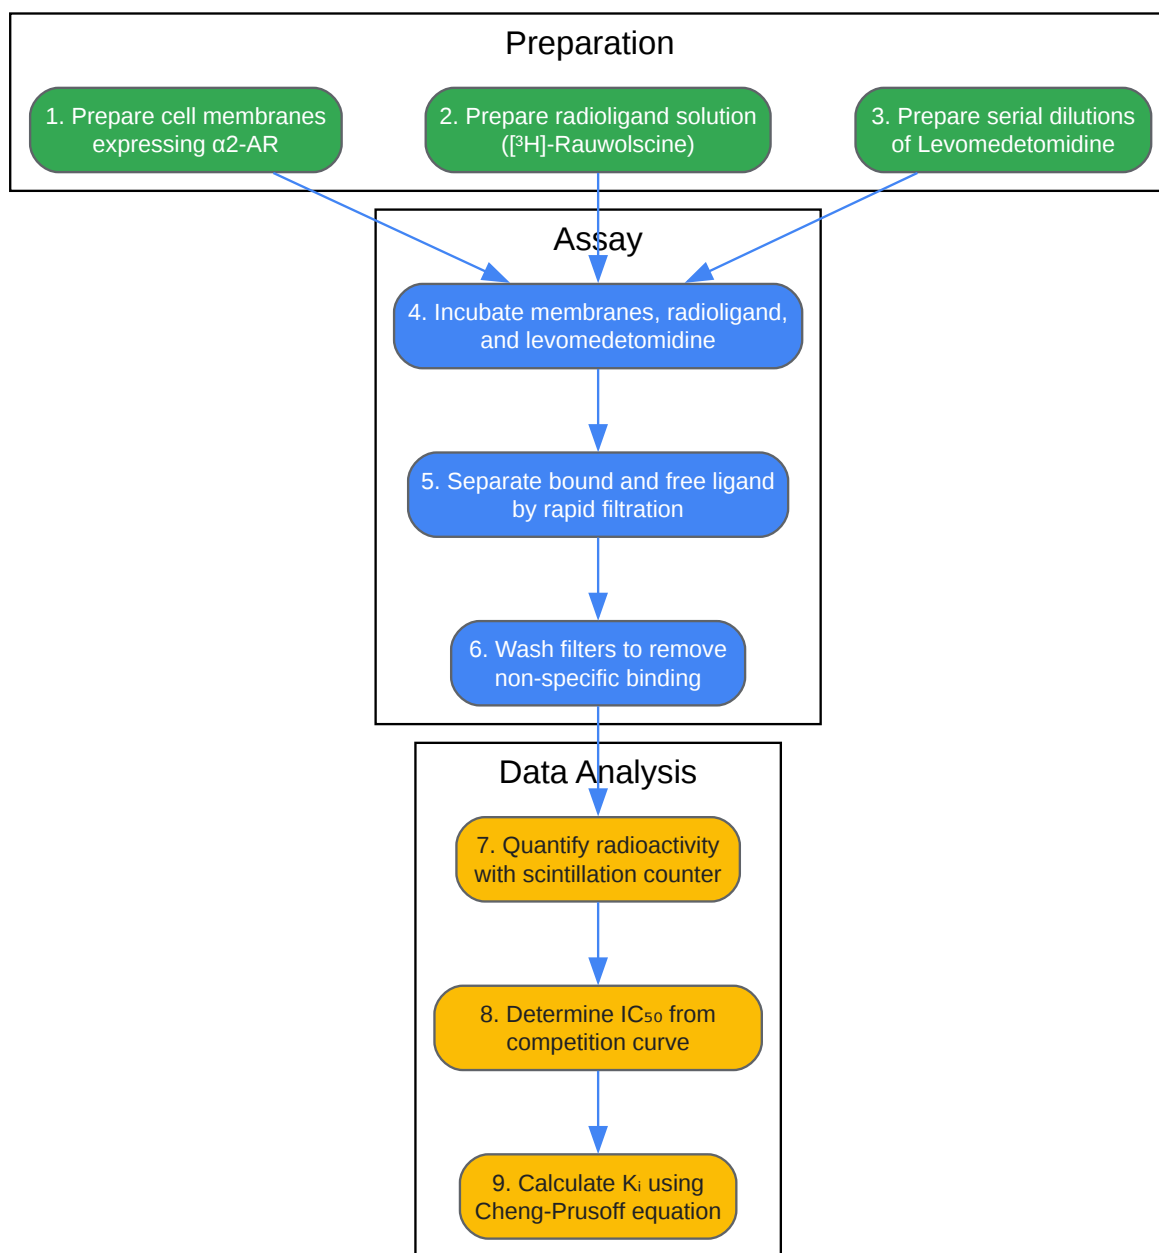 Preparation
1. Prepare cell membranes
expressing α2-AR
2. Prepare radioligand solution
([³H]-Rauwolscine)
3. Prepare serial dilutions
of Levomedetomidine
Assay
4. Incubate membranes, radioligand,
and levomedetomidine
5. Separate bound and free ligand
by rapid filtration
6. Wash filters to remove
non-specific binding
Data Analysis
7. Quantify radioactivity
with scintillation counter
8. Determine IC₅₀ from
competition curve
9. Calculate Kᵢ using
Cheng-Prusoff equation